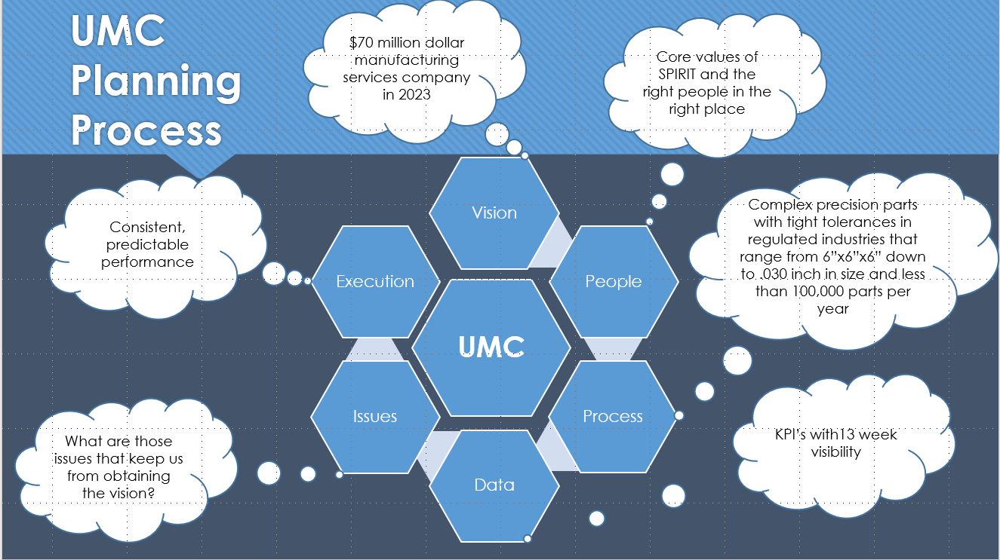 UMC
Planning
Process
$70 million dollar
manufacturing
services company
in 2023
Core values of
SPIRIT and the
right people in the
right place
Consistent,
predictable
performance
Complex precision parts
with tight tolerances in
regulated industries that
range from 6”x6”x6” down
to .030 inch in size and less
than 100,000 parts per
year
Vision
Execution
People
UMC
Issues
Process
Data
What are those
issues that keep us
from obtaining
the vision?
KPI’s with13 week
visibility